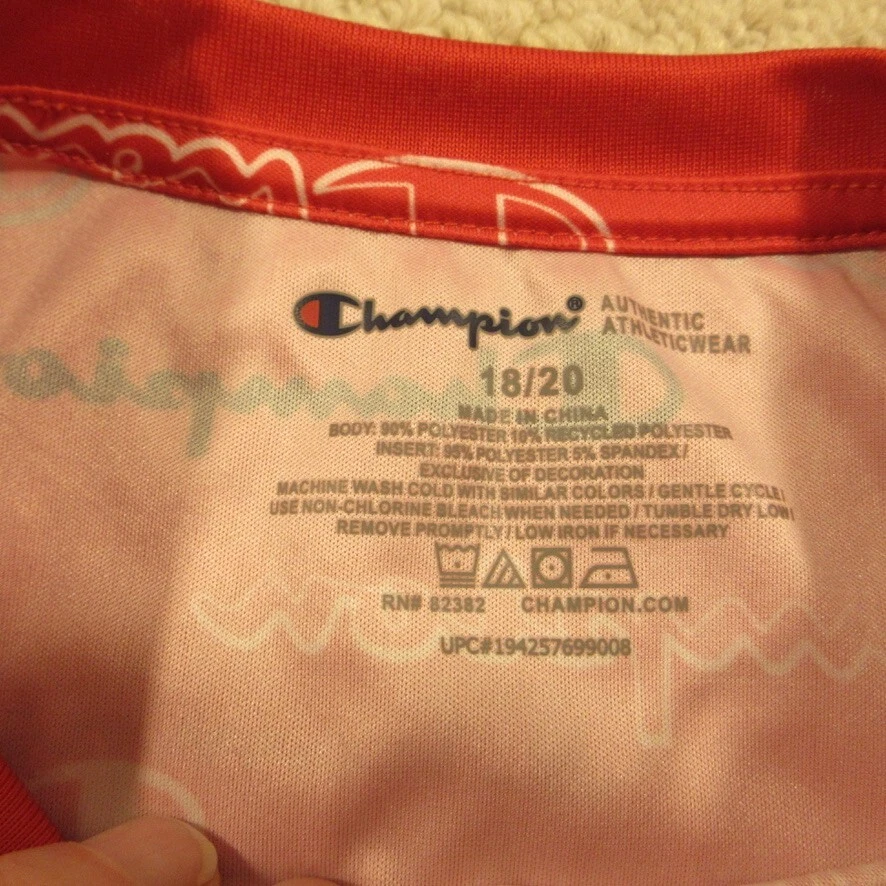 Champion® AUTHENTIC ATHLETICWEAR
18/20
MADE IN CHINA
BODY: 90% POLYESTER 10% RECYCLED POLYESTER
INSERT: 95% POLYESTER 5% SPANDEX/
EXCLUSIVE OF DECORATION
MACHINE WASH COLD WITH SIMILAR COLORS / GENTLE CYCLE/
USE NON-CHLORINE BLEACH WHEN NEEDED / TUMBLE DRY LOW/
REMOVE PROMPTLY / LOW IRON IF NECESSARY
RN# 82382 CHAMPION.COM
UPC#194257699008